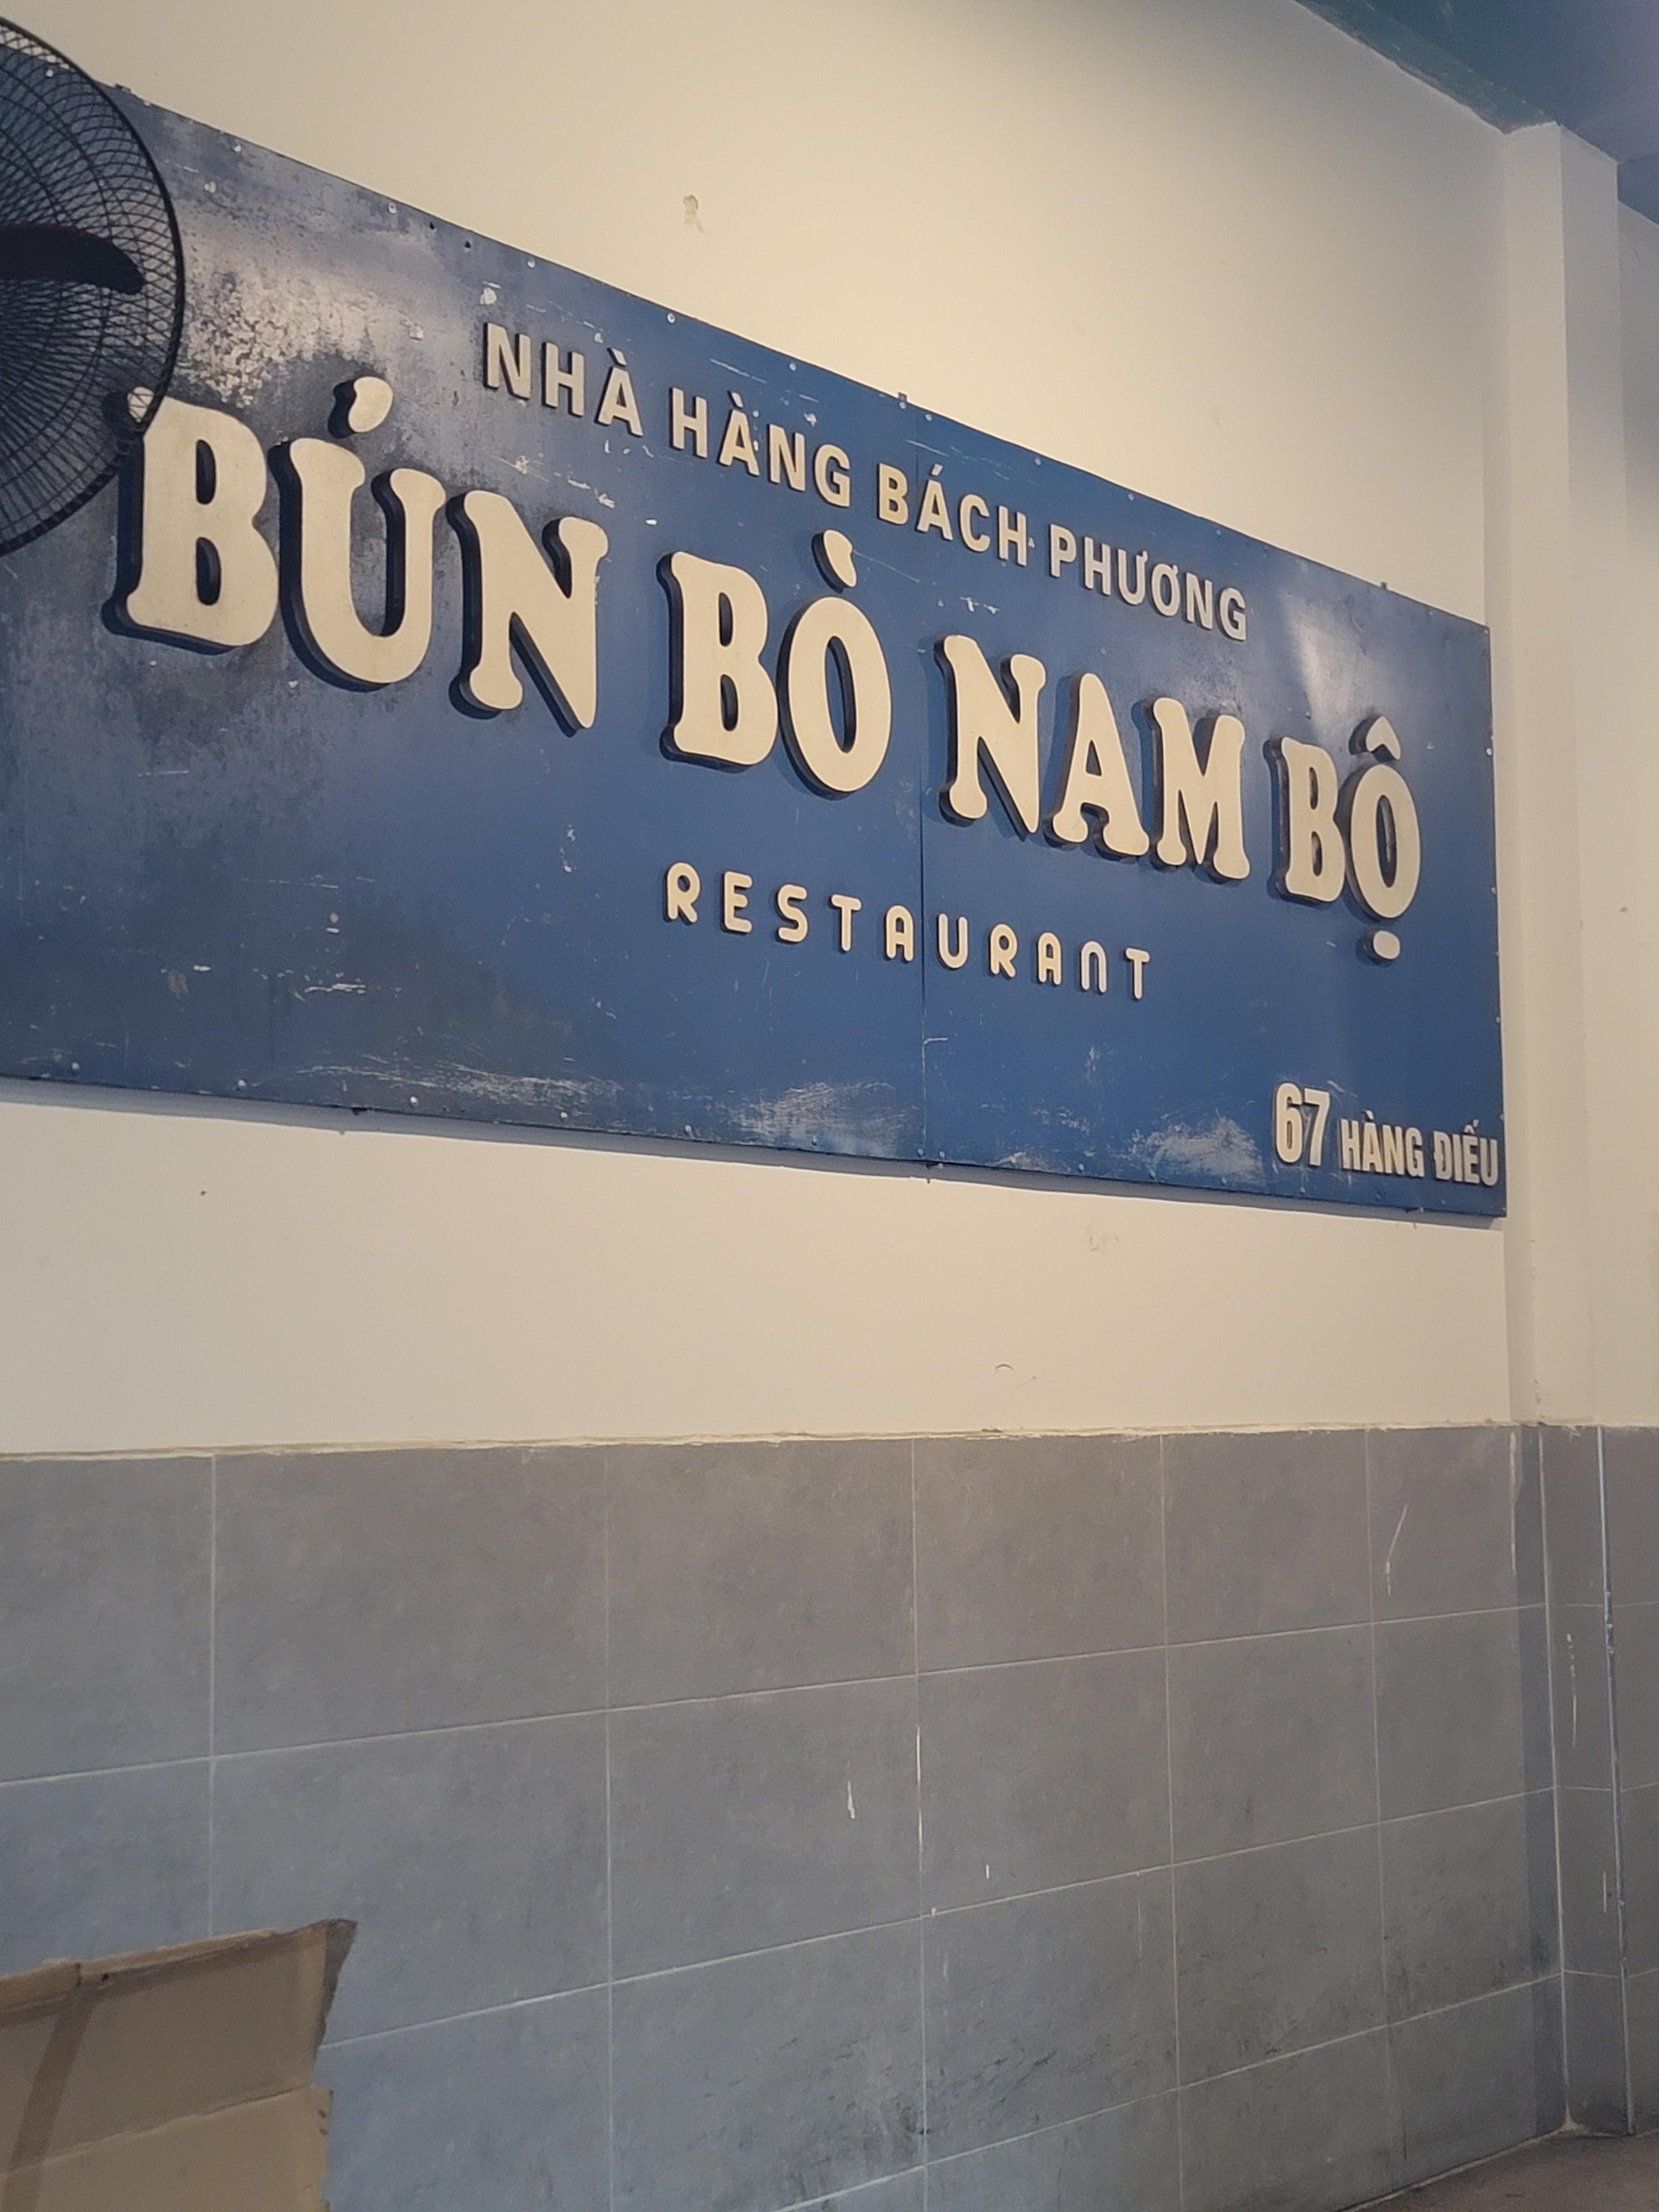 NHÀ HÀNG BÁCH PHƯƠNG
BÚN BÒ NAM BỘ
RESTAURANT
67 HÀNG ĐIẾU